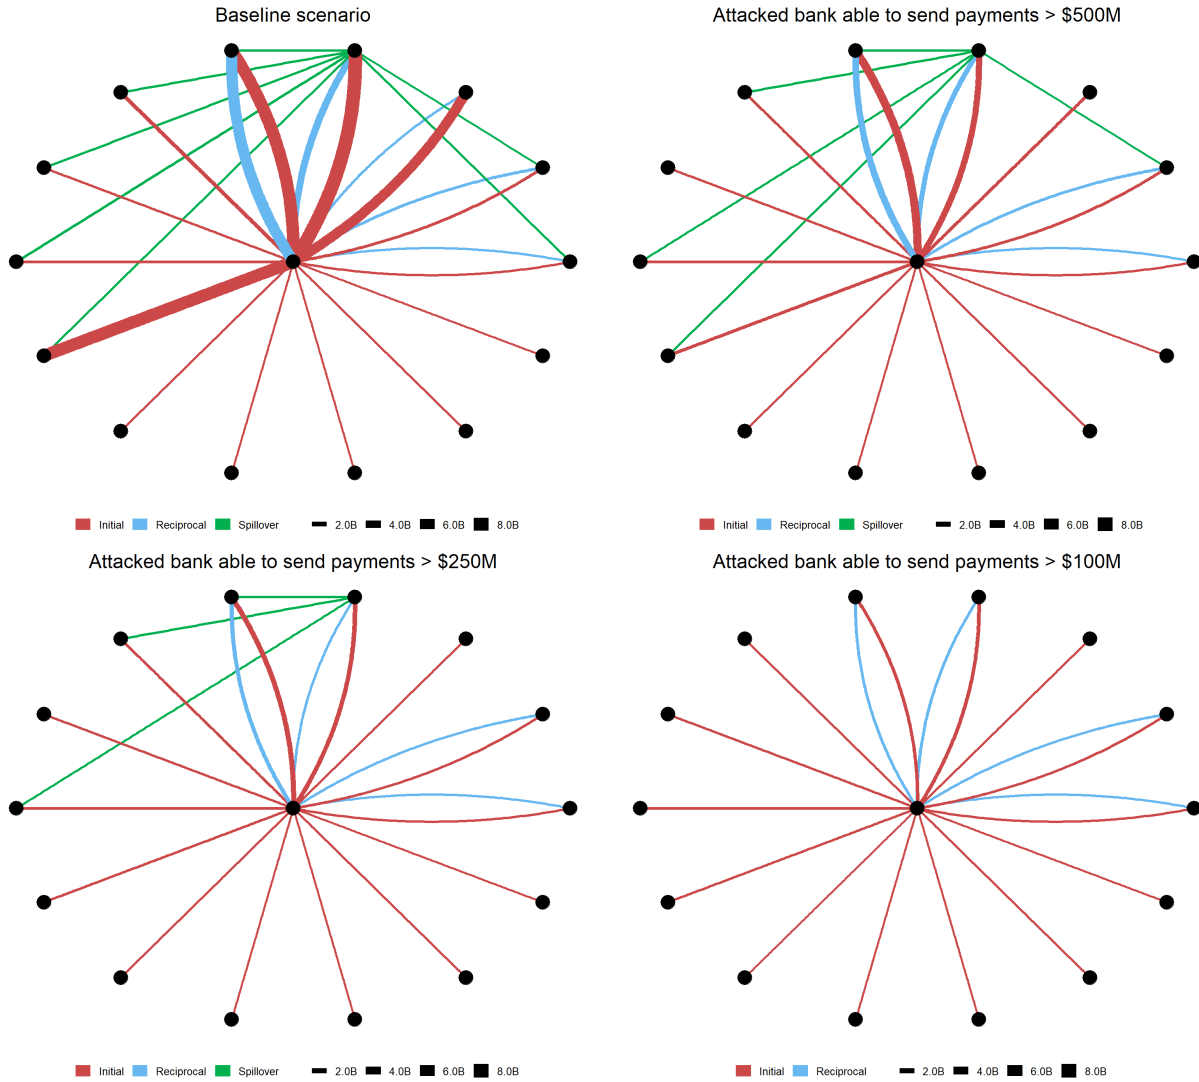 Baseline scenario
Initial Reciprocal Spillover 2.0B 4.0B 6.0B 8.0B
Attacked bank able to send payments > $500M
Initial Reciprocal Spillover 2.0B 4.0B 6.0B 8.0B
Attacked bank able to send payments > $250M
Initial Reciprocal Spillover 2.0B 4.0B 6.0B 8.0B
Attacked bank able to send payments > $100M
Initial Reciprocal 2.0B 4.0B 6.0B 8.0B